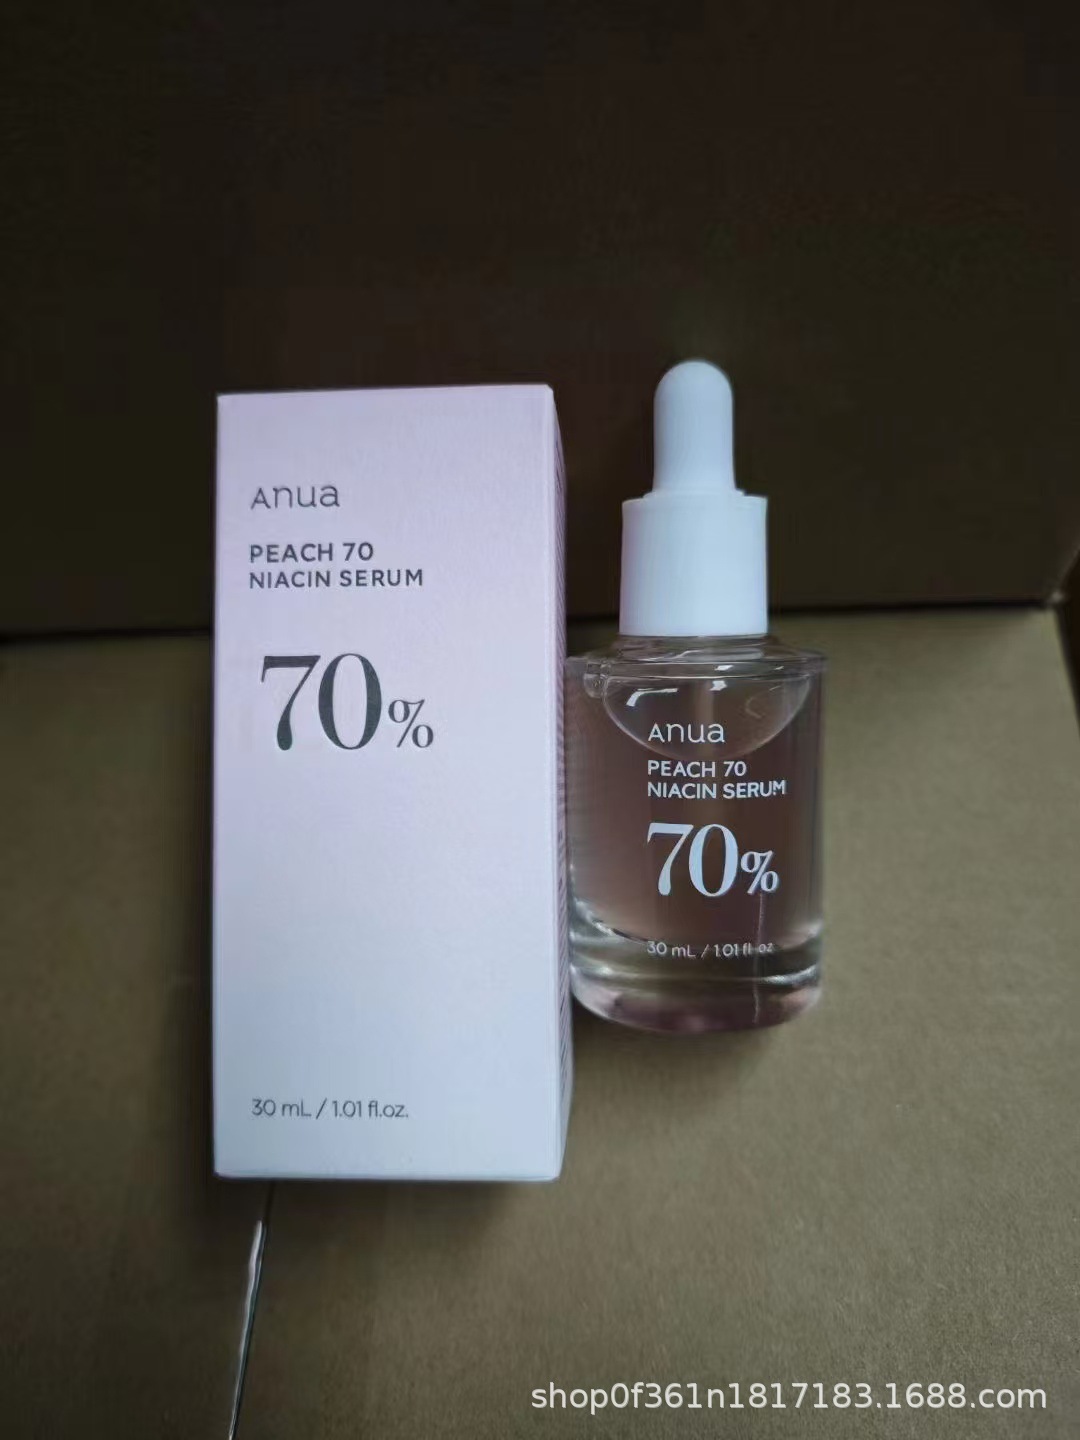 Anua
PEACH 70
NIACIN SERUM
70%
30 mL / 1.01 fl.oz.
Anua
PEACH 70
NIACIN SERUM
70%
30 mL / 1.01 fl. oz
shop0f361n1817183.1688.com